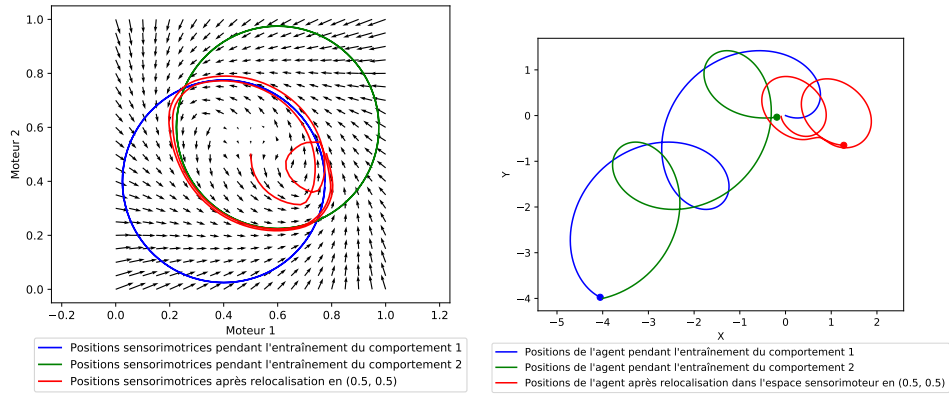 1.0
0.8
0.6
0.4
0.2
0.0
Moteur 2
−0.2 0.0 0.2 0.4 0.6 0.8 1.0 1.2
Moteur 1
Positions sensorimotrices pendant l'entraînement du comportement 1
Positions sensorimotrices pendant l'entraînement du comportement 2
Positions sensorimotrices après relocalisation en (0.5, 0.5)
1
0
−1
−2
−3
−4
Y
−5 −4 −3 −2 −1 0 1 2
X
Positions de l'agent pendant l'entraînement du comportement 1
Positions de l'agent pendant l'entraînement du comportement 2
Positions de l'agent après relocalisation dans l'espace sensorimoteur en (0.5, 0.5)